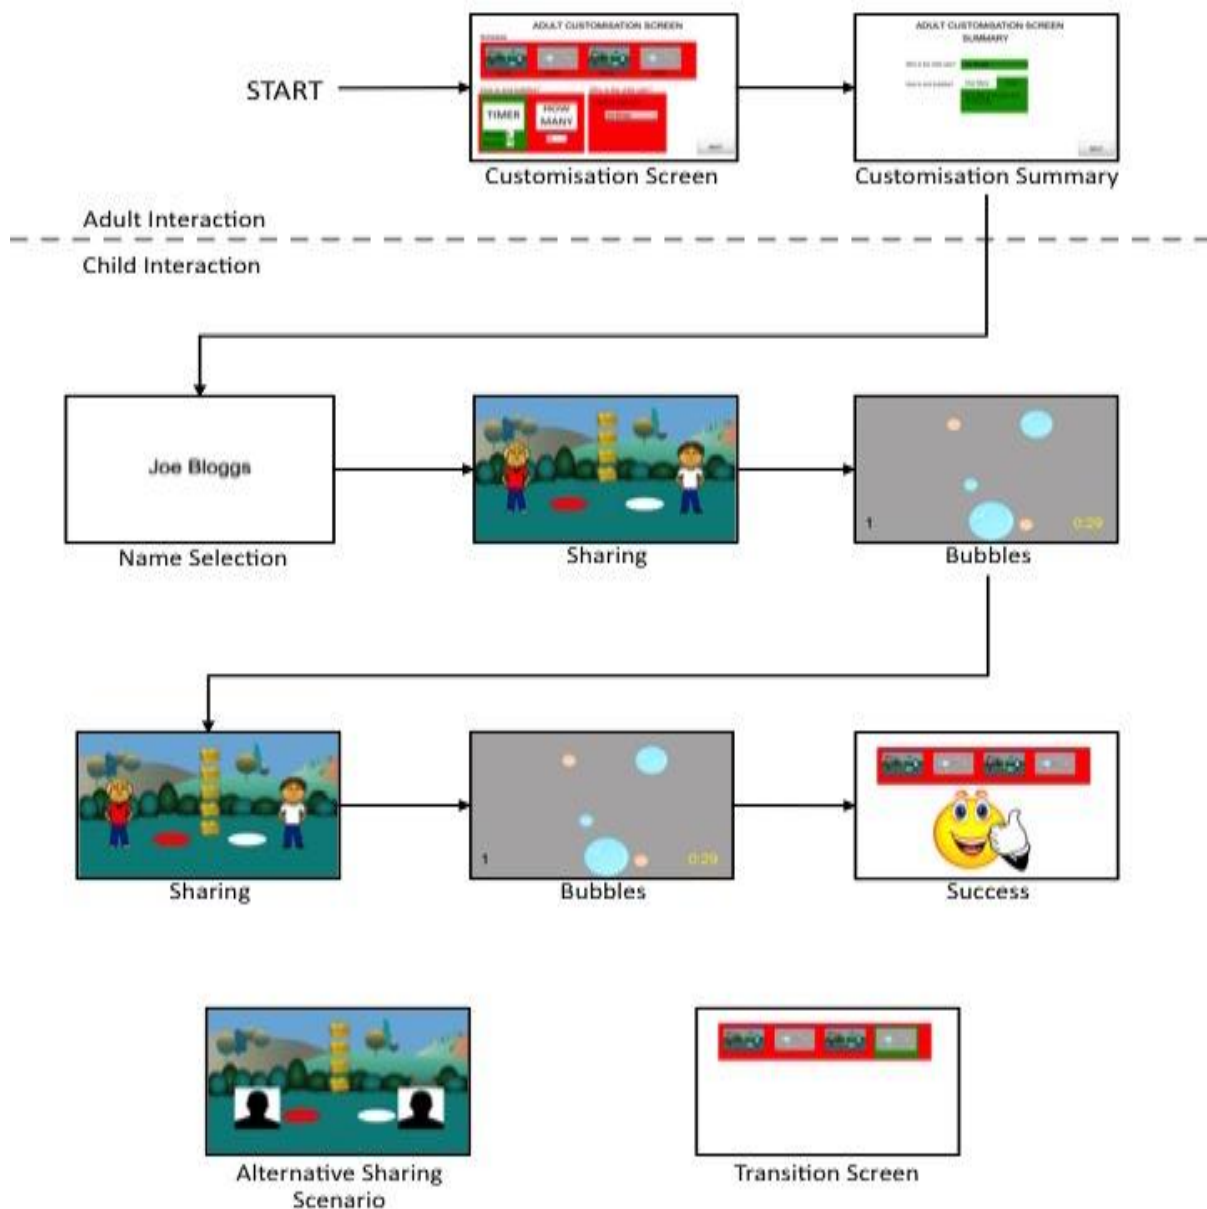 START
ADULT CUSTOMISATION SCREEN
TIMER
HOW
MANY
Customisation Screen
ADULT CUSTOMISATION SCREEN
SUMMARY
Customisation Summary
Adult Interaction
Child Interaction
Joe Bloggs
Name Selection
Sharing
1
0:29
Bubbles
Sharing
1
0:29
Bubbles
Success
Alternative Sharing
Scenario
Transition Screen